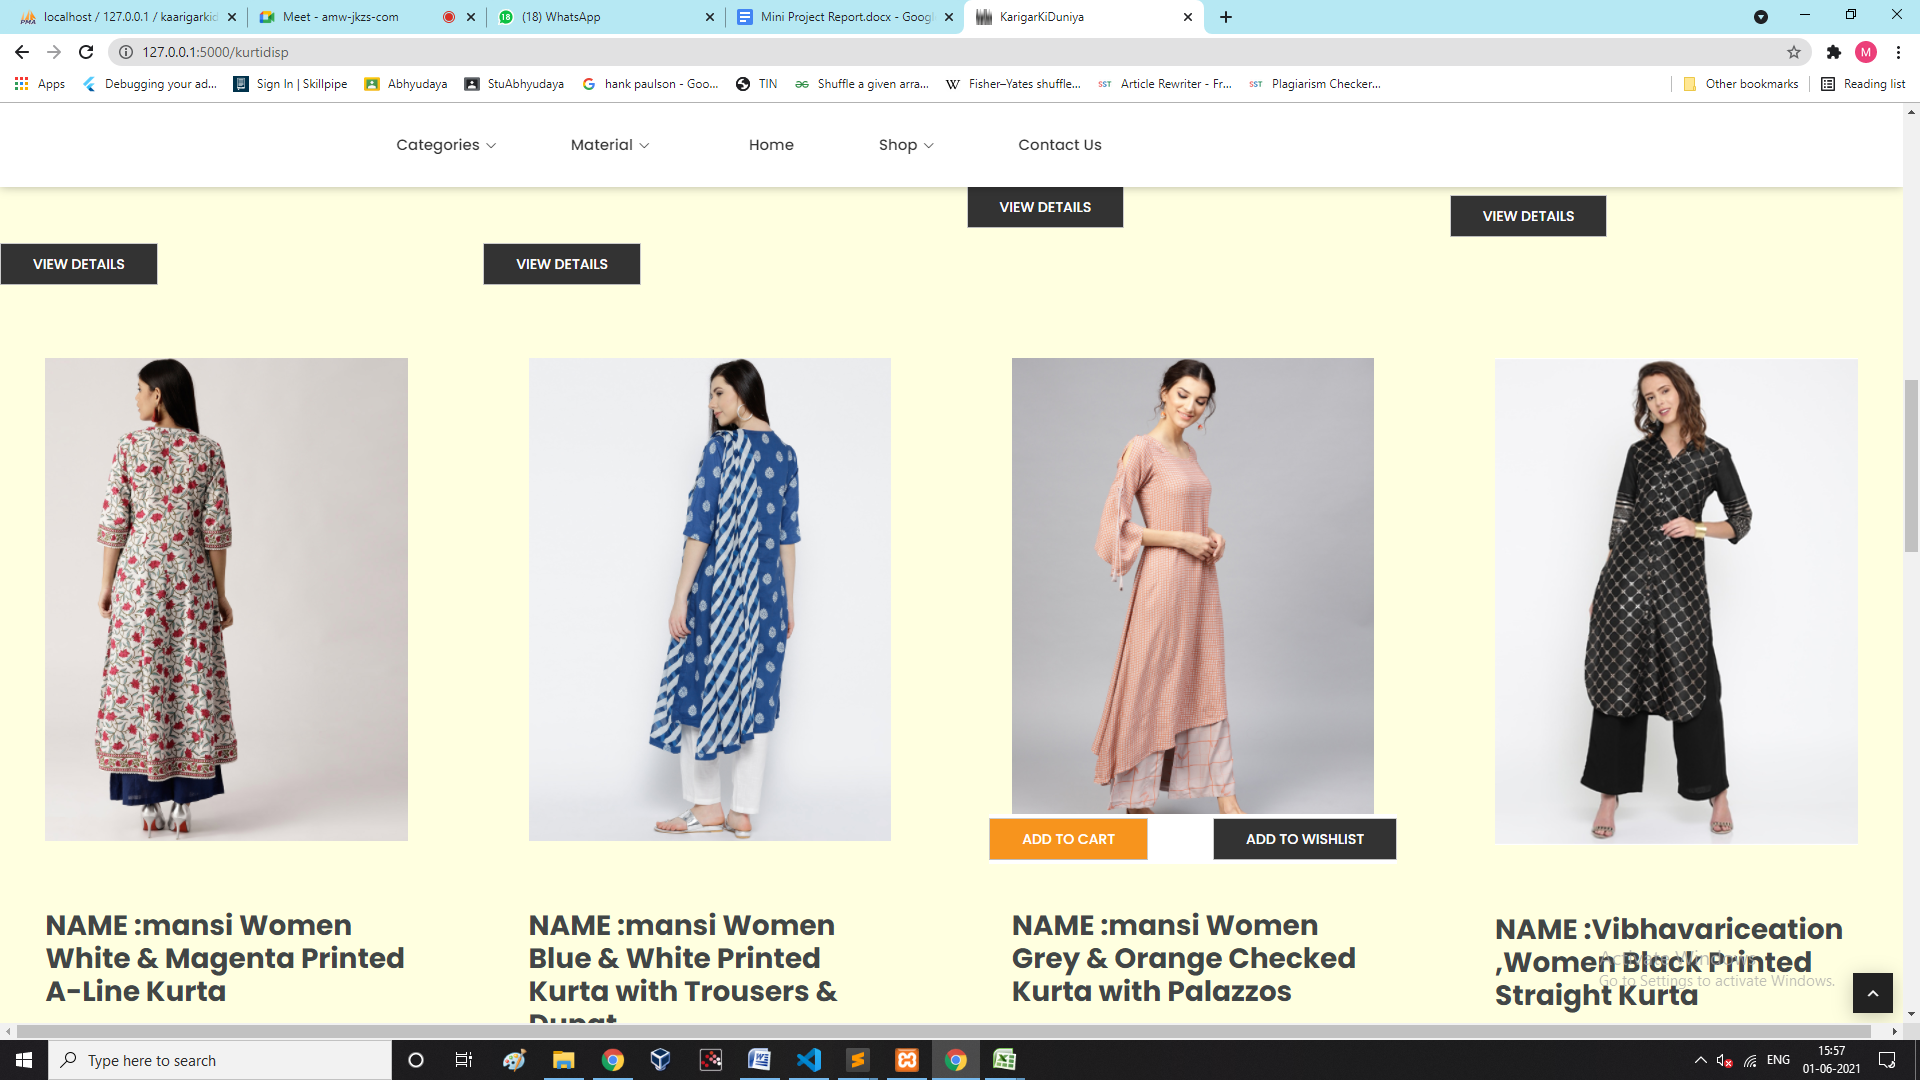 localhost / 127.0.0.1 / kaarigarkid
Meet - amw-jkzs-com
(18) WhatsApp
Mini Project Report.docx - Googl
KarigarKiDuniya
127.0.0.1:5000/kurtidisp
M
Apps
Debugging your ad...
Sign In | Skillpipe
Abhyudaya
StuAbhyudaya
hank paulson - Goo...
TIN
Shuffle a given arra...
Fisher–Yates shuffle...
Article Rewriter - Fr...
Plagiarism Checker...
Other bookmarks
Reading list
Categories
Material
Home
Shop
Contact Us
VIEW DETAILS
VIEW DETAILS
VIEW DETAILS
VIEW DETAILS
ADD TO CART
ADD TO WISHLIST
NAME :mansi Women
White & Magenta Printed
A-Line Kurta
NAME :mansi Women
Blue & White Printed
Kurta with Trousers &
Dupat
NAME :mansi Women
Grey & Orange Checked
Kurta with Palazzos
NAME :Vibhavariceation
,Women Black Printed
Straight Kurta
Activate Windows
Go to Settings to activate Windows.
Type here to search
ENG
15:57
01-06-2021